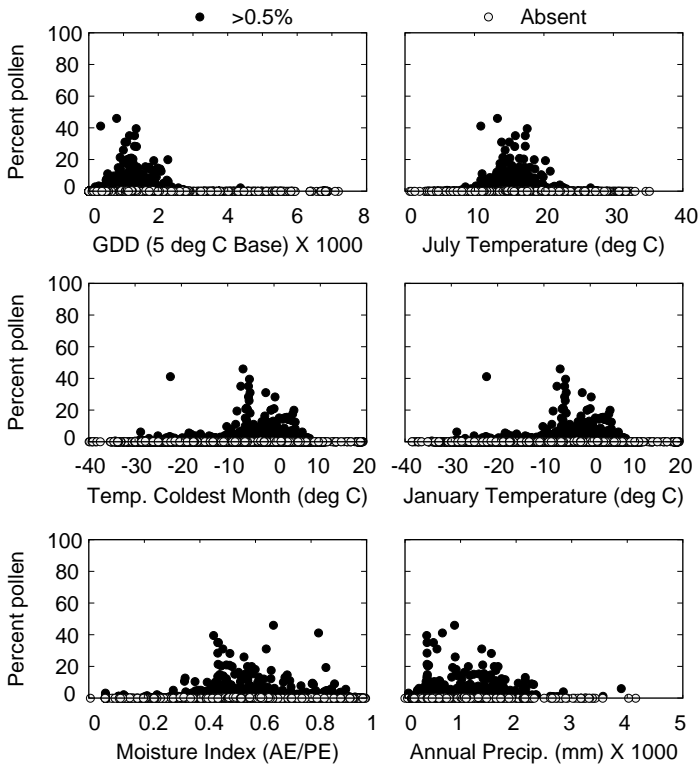 >0.5% Absent
Percent pollen
100
80
60
40
20
0
0 2 4 6 8
GDD (5 deg C Base) X 1000
0 10 20 30 40
July Temperature (deg C)
Percent pollen
100
80
60
40
20
0
-40 -30 -20 -10 0 10 20
Temp. Coldest Month (deg C)
-40 -30 -20 -10 0 10 20
January Temperature (deg C)
Percent pollen
100
80
60
40
20
0
0 0.2 0.4 0.6 0.8 1
Moisture Index (AE/PE)
0 1 2 3 4 5
Annual Precip. (mm) X 1000